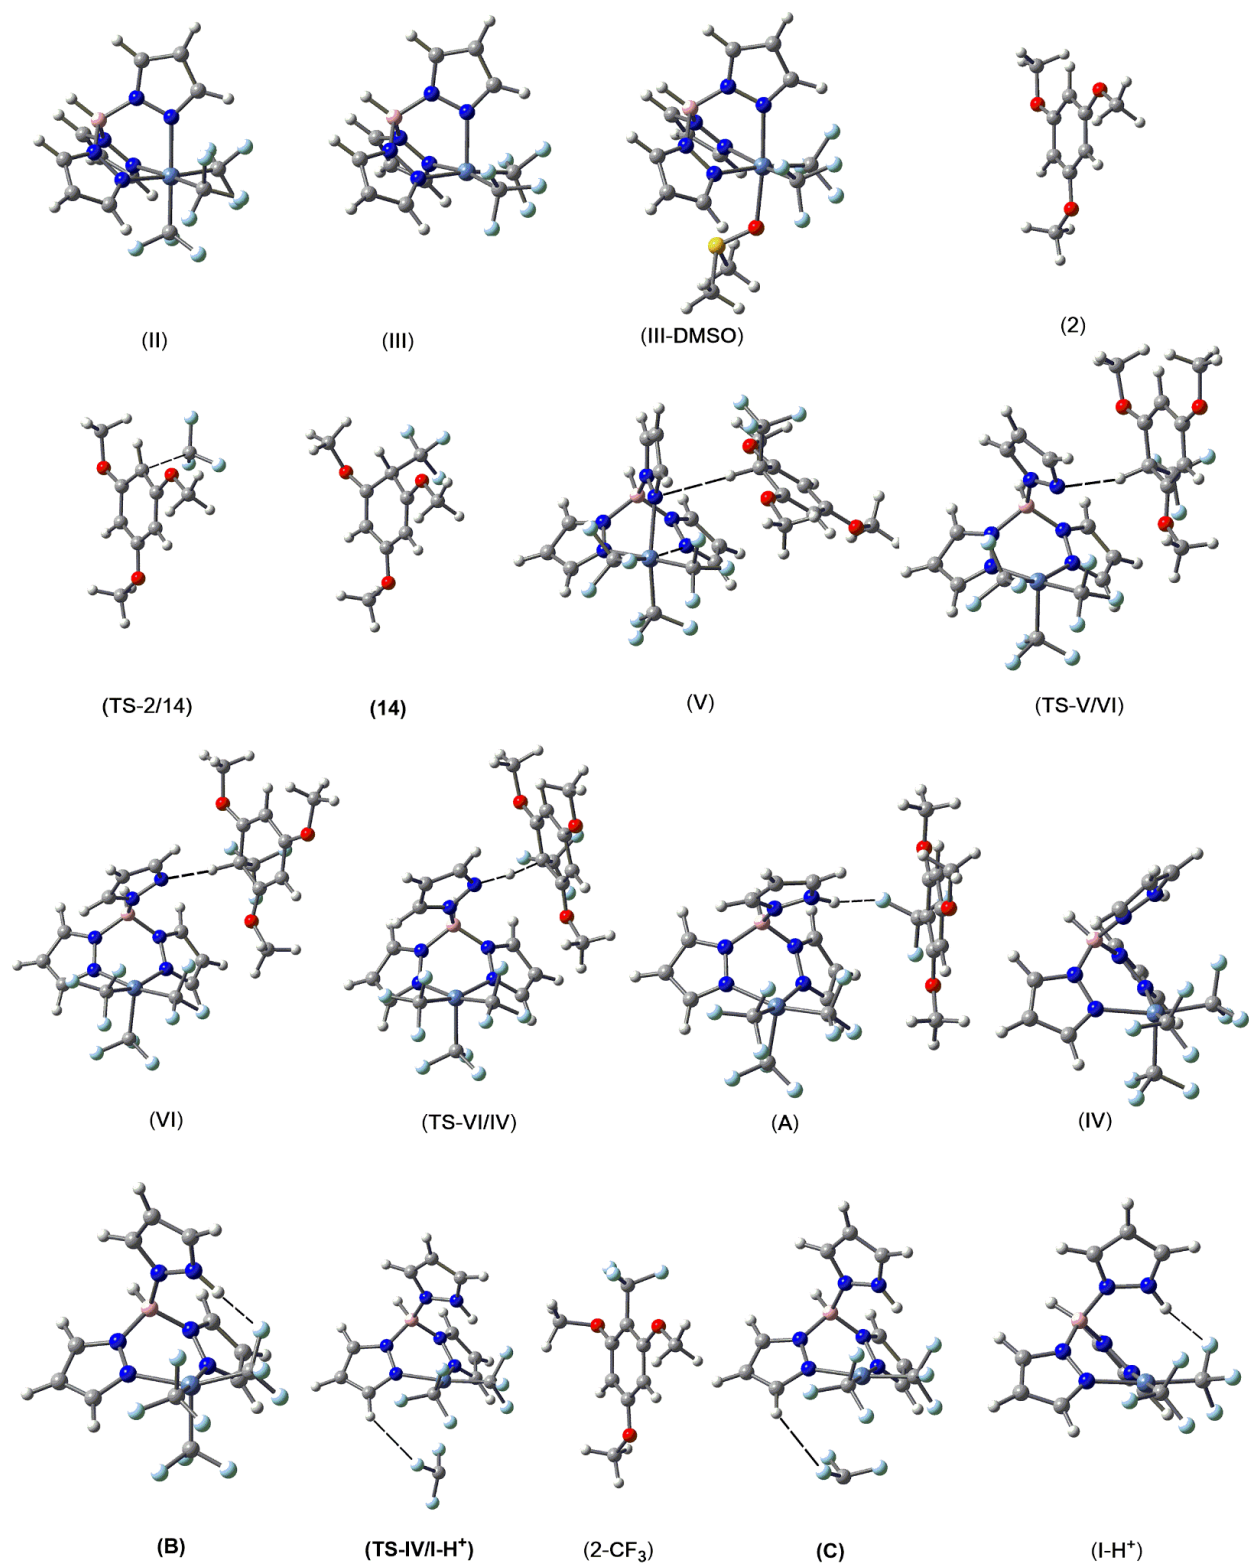 (II)
(III)
(III-DMSO)
(2)
(TS-2/14)
(14)
(V)
(TS-V/VI)
(VI)
(TS-VI/IV)
(A)
(IV)
(B)
(TS-IV/I-H⁺)
(2-CF₃)
(C)
(I-H⁺)